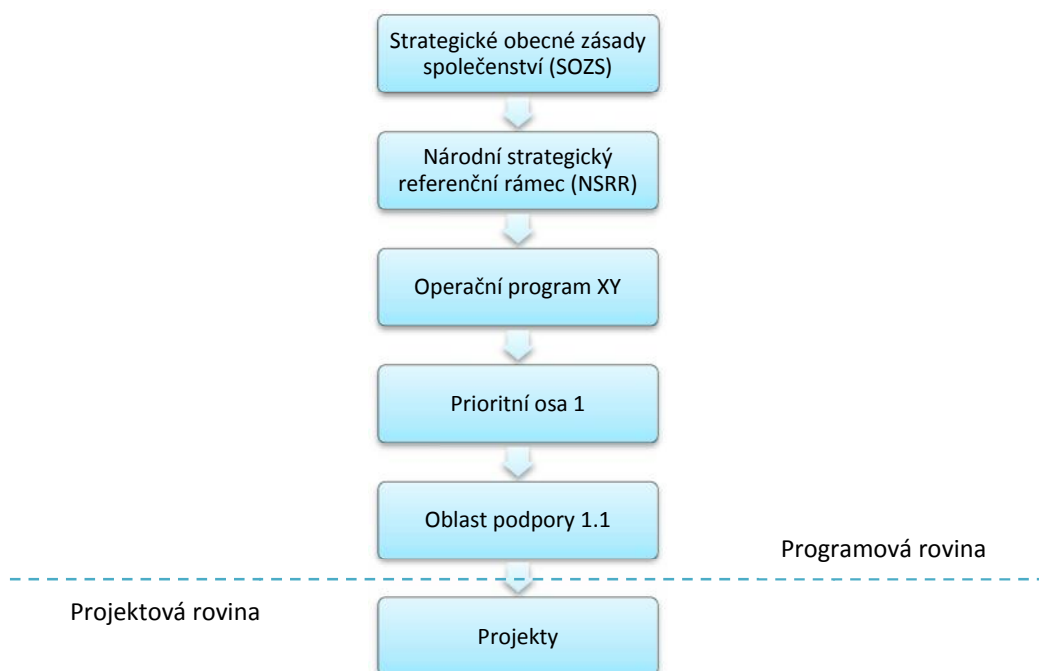 Strategické obecné zásady
společenství (SOZS)
Národní strategický
referenční rámec (NSRR)
Operační program XY
Prioritní osa 1
Oblast podpory 1.1
Programová rovina
Projektová rovina
Projekty